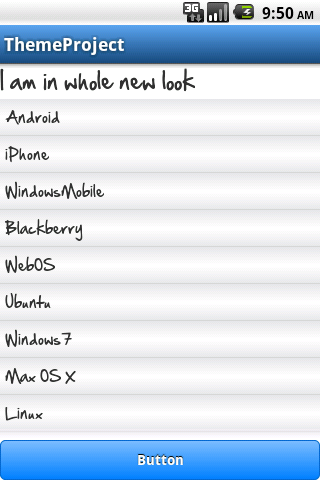 3G 9:50 AM
ThemeProject
I am in whole new look
Android
iPhone
WindowsMobile
Blackberry
WebOS
Ubuntu
Windows7
Max OS X
Linux
Button